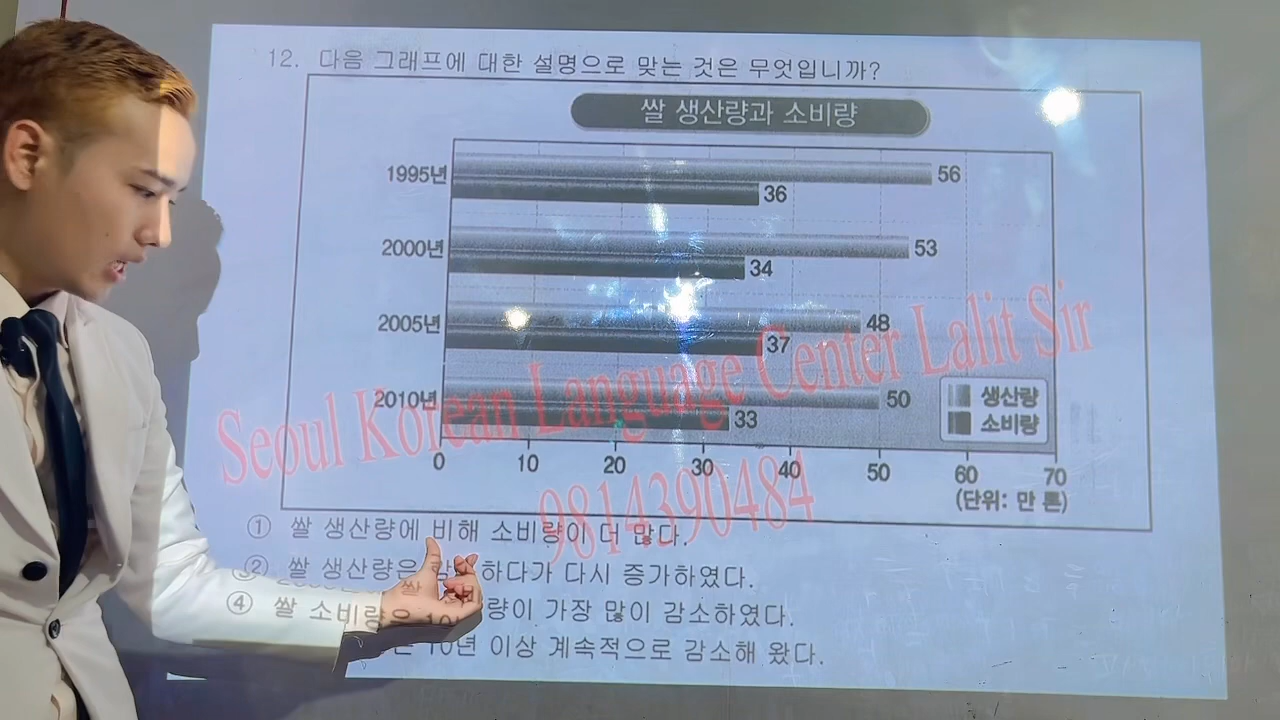 12. 다음 그래프에 대한 설명으로 맞는 것은 무엇입니까?
쌀 생산량과 소비량
1995년 56
36
2000년 53
34
2005년 48
37
2010년 50
33
생산량
소비량
0 10 20 30 40 50 60 70
(단위: 만 톤)
Seoul Korean Language Center Lalit Sir
9814390484
① 쌀 생산량에 비해 소비량이 더 많다.
② 쌀 생산량은 하다가 다시 증가하였다.
량이 가장 많이 감소하였다.
④ 쌀 소비량은 10년 이상 계속적으로 감소해 왔다.